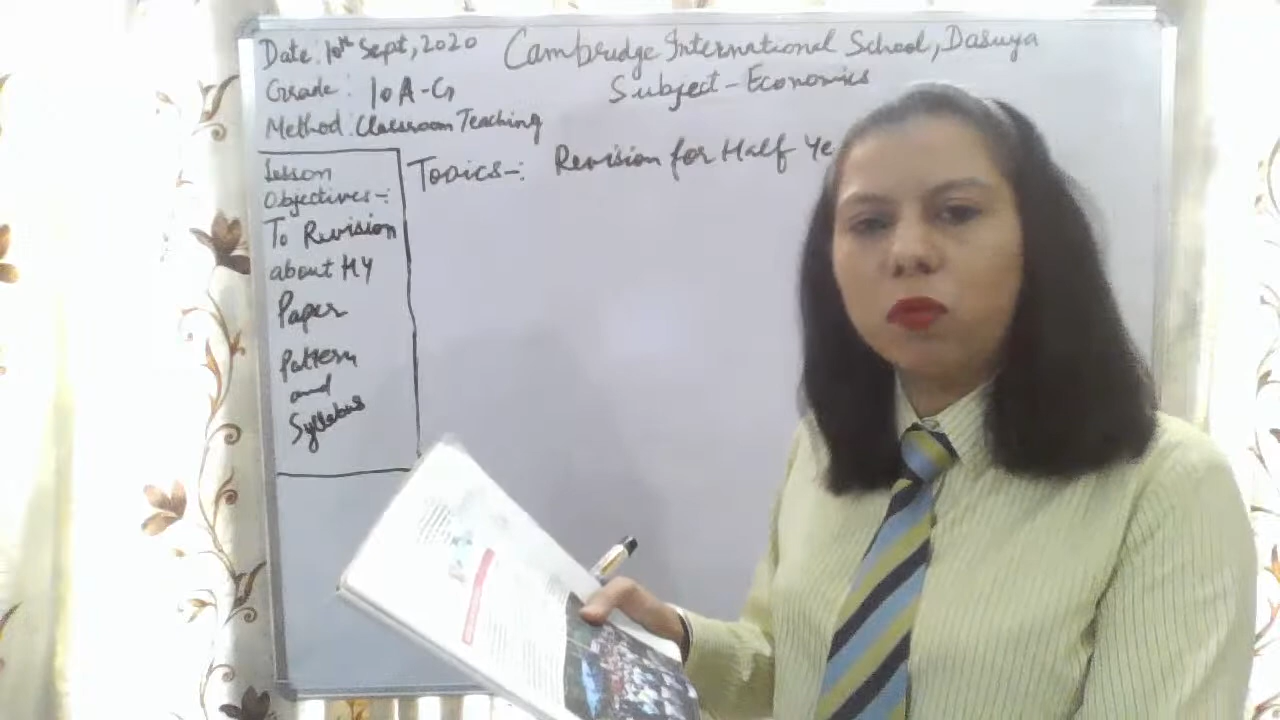 Date: 10th Sept, 2020
Cambridge International School, Dasuya
Grade: 10A-G
Subject - Economics
Method: Classroom Teaching
Topics-: Revision for Half Ye
Lesson
Objectives-:
To Revision
about HY
Paper
Pattern
and
Syllabus